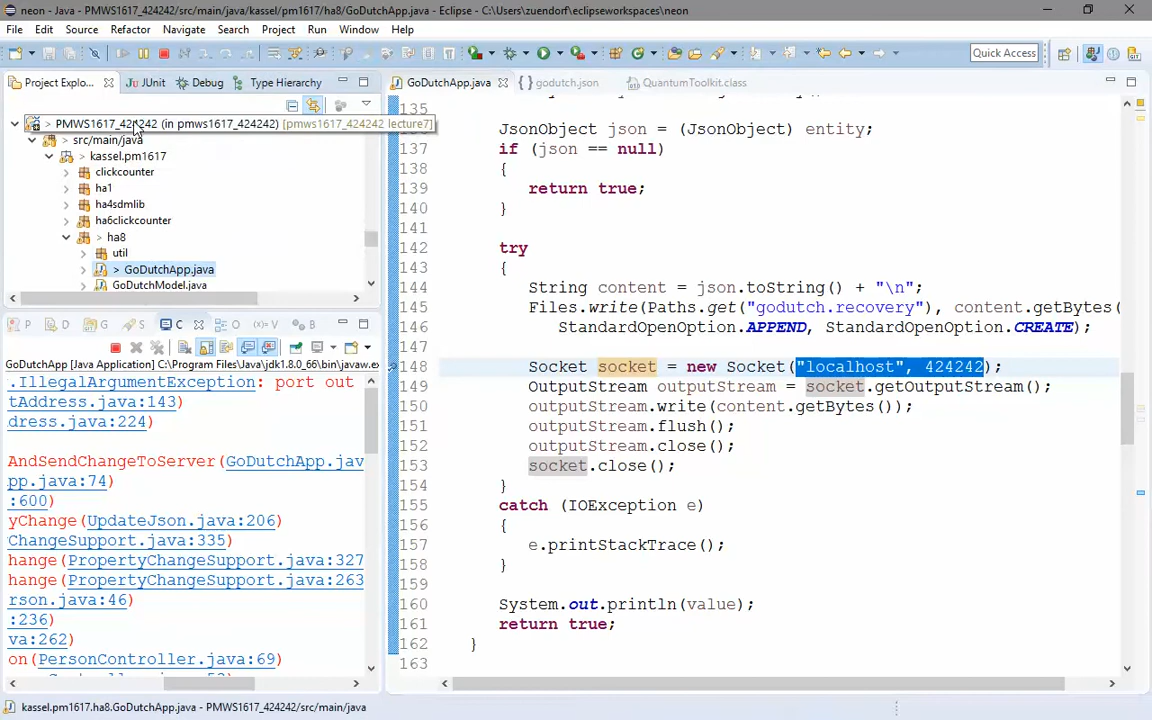 neon - Java - PMWS1617_424242/src/main/java/kassel/pm1617/ha8/GoDutchApp.java - Eclipse - C:\Users\zuendorf\eclipseworkspaces\neon
File Edit Source Refactor Navigate Search Project Run Window Help
Quick Access
Project Explo... JUnit Debug Type Hierarchy
> PMWS1617_424242 (in pmws1617_424242) [pmws1617_424242 lecture7]
> src/main/java
> kassel.pm1617
clickcounter
ha1
ha4sdmlib
ha6clickcounter
> ha8
util
> GoDutchApp.java
GoDutchModel.java
P D G S C O V B
GoDutchApp [Java Application] C:\Program Files\Java\jdk1.8.0_66\bin\javaw.ex
.IllegalArgumentException: port out
tAddress.java:143)
dress.java:224)
AndSendChangeToServer(GoDutchApp.jav
pp.java:74)
:600)
yChange(UpdateJson.java:206)
ChangeSupport.java:335)
hange(PropertyChangeSupport.java:327
hange(PropertyChangeSupport.java:263
rson.java:46)
:236)
va:262)
on(PersonController.java:69)
GoDutchApp.java godutch.json QuantumToolkit.class
135
136 JsonObject json = (JsonObject) entity;
137 if (json == null)
138 {
139 return true;
140 }
141
142 try
143 {
144 String content = json.toString() + "\n";
145 Files.write(Paths.get("godutch.recovery"), content.getBytes(
146 StandardOpenOption.APPEND, StandardOpenOption.CREATE);
147
148 Socket socket = new Socket("localhost", 424242);
149 OutputStream outputStream = socket.getOutputStream();
150 outputStream.write(content.getBytes());
151 outputStream.flush();
152 outputStream.close();
153 socket.close();
154 }
155 catch (IOException e)
156 {
157 e.printStackTrace();
158 }
159
160 System.out.println(value);
161 return true;
162 }
163
kassel.pm1617.ha8.GoDutchApp.java - PMWS1617_424242/src/main/java